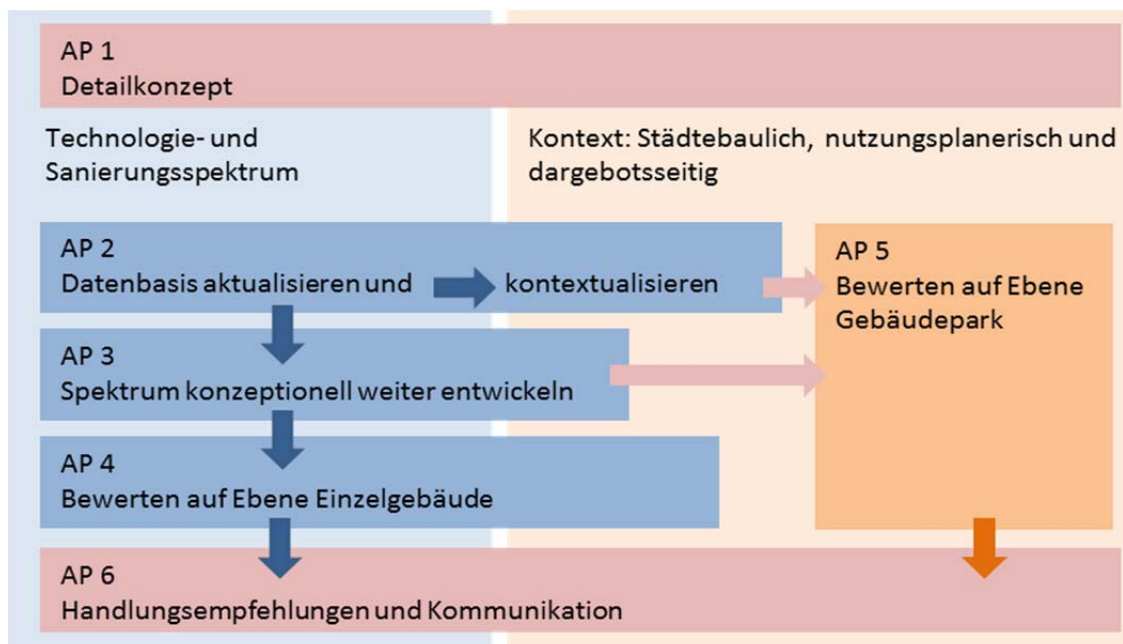 AP 1
Detailkonzept
Technologie- und
Sanierungsspektrum
Kontext: Städtebaulich, nutzungsplanerisch und
dargebotsseitig
AP 2
Datenbasis aktualisieren und kontextualisieren
AP 5
Bewerten auf Ebene
Gebäudepark
AP 3
Spektrum konzeptionell weiter entwickeln
AP 4
Bewerten auf Ebene Einzelgebäude
AP 6
Handlungsempfehlungen und Kommunikation